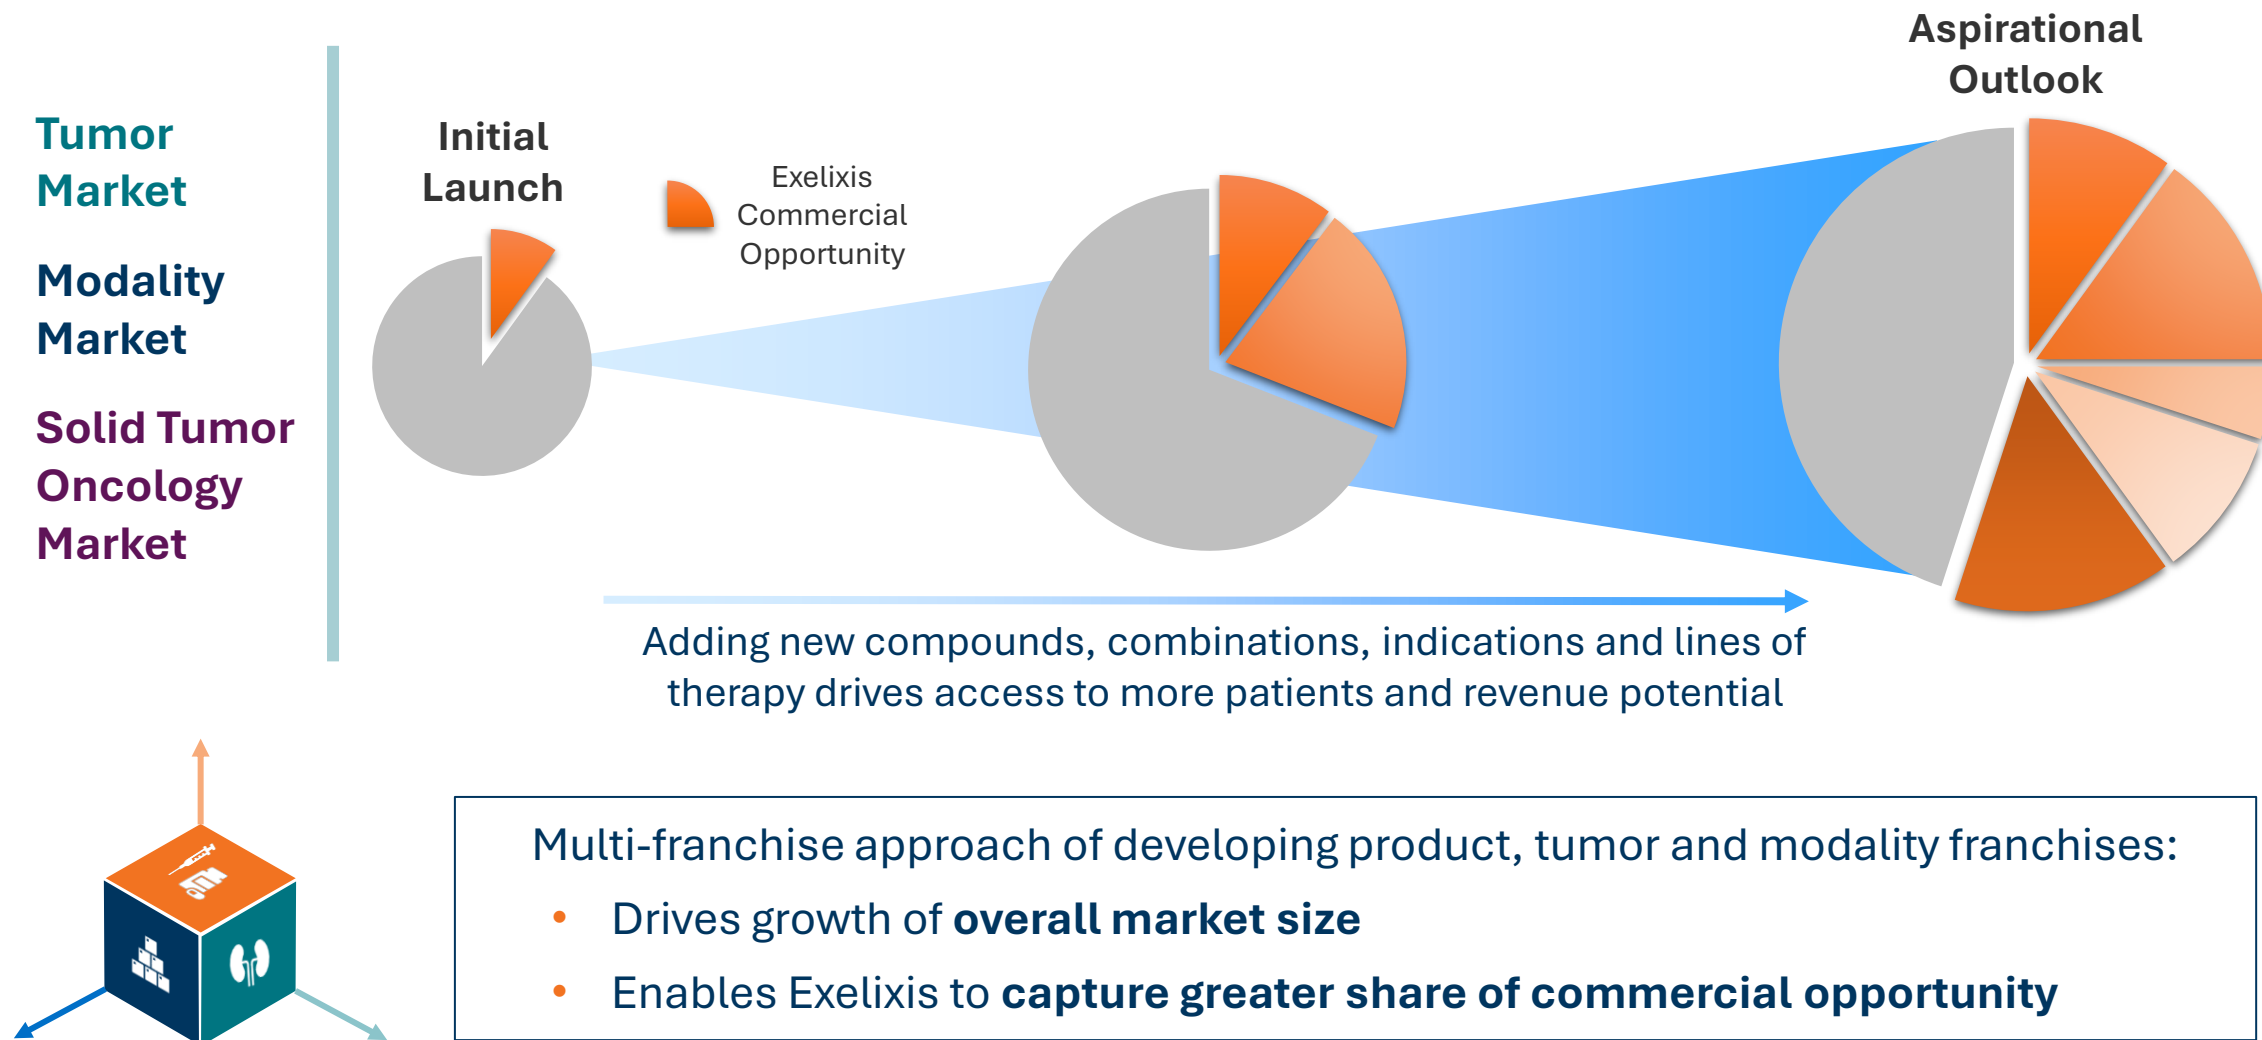 Tumor
Market
Modality
Market
Solid Tumor
Oncology
Market
Initial
Launch
Exelixis
Commercial
Opportunity
Aspirational
Outlook
Adding new compounds, combinations, indications and lines of
therapy drives access to more patients and revenue potential
Multi-franchise approach of developing product, tumor and modality franchises:
• Drives growth of overall market size
• Enables Exelixis to capture greater share of commercial opportunity